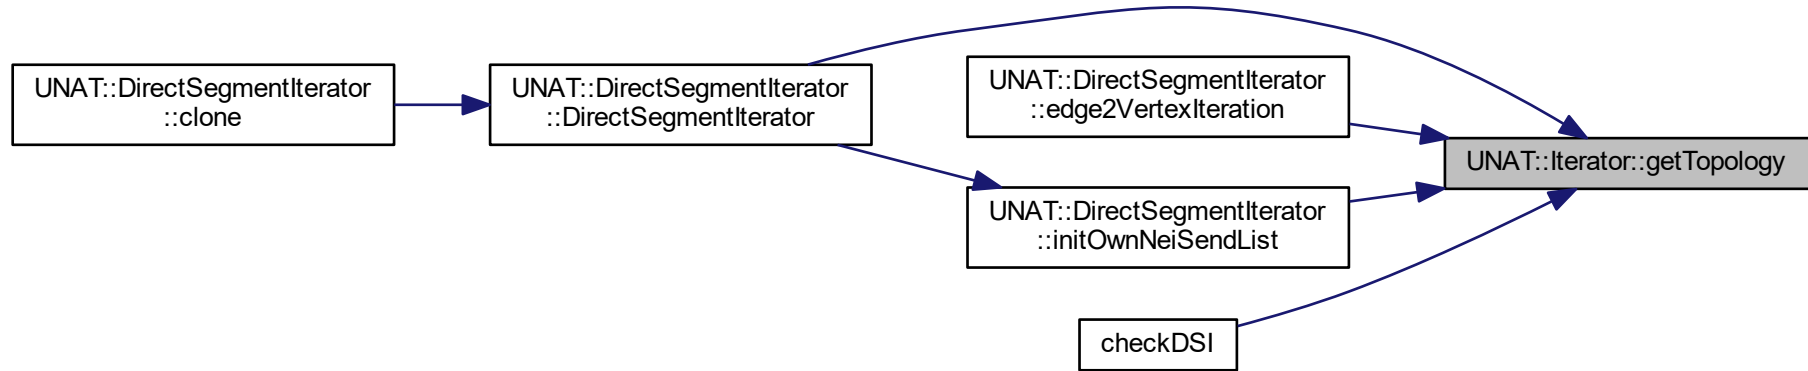 UNAT::DirectSegmentIterator
::clone
UNAT::DirectSegmentIterator
::DirectSegmentIterator
UNAT::DirectSegmentIterator
::edge2VertexIteration
UNAT::DirectSegmentIterator
::initOwnNeiSendList
checkDSI
UNAT::Iterator::getTopology